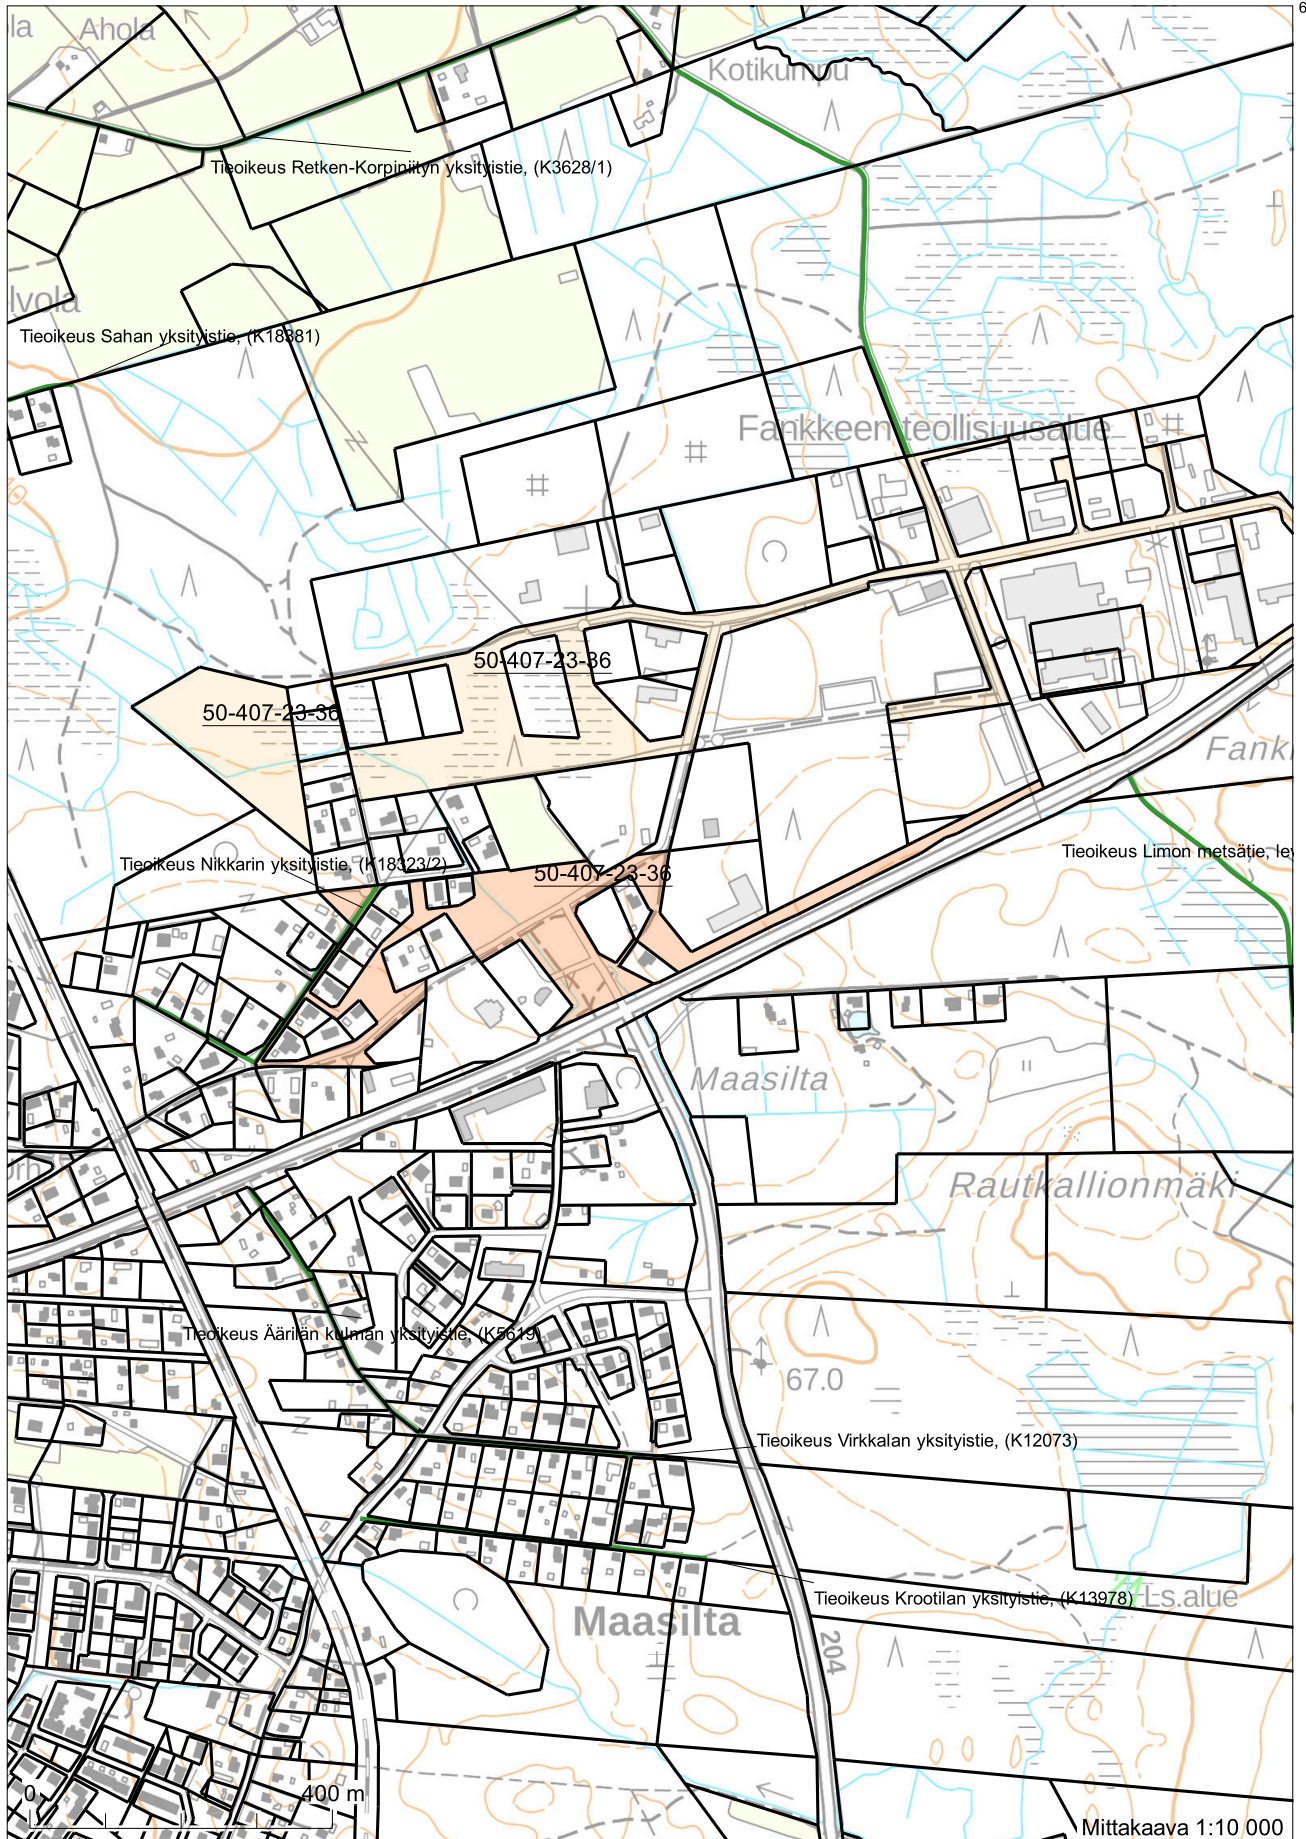 6
la
Ahola
Kotikumpu
Tieoikeus Retken-Korpiniityn yksityistie, (K3628/1)
lvola
Tieoikeus Sahan yksityistie, (K18381)
Fankkeen teollisuusalue
50-407-23-36
50-407-23-36
Fank
Tieoikeus Limon metsätie, lev
Tieoikeus Nikkarin yksityistie, (K18323/2)
50-407-23-36
Maasilta
Rautkallionmäki
Tieoikeus Äärilän kulman yksityistie, (K5619)
67.0
Tieoikeus Virkkalan yksityistie, (K12073)
Tieoikeus Krootilan yksityistie, (K13978)
Ls.alue
Maasilta
204
0
400 m
Mittakaava 1:10 000